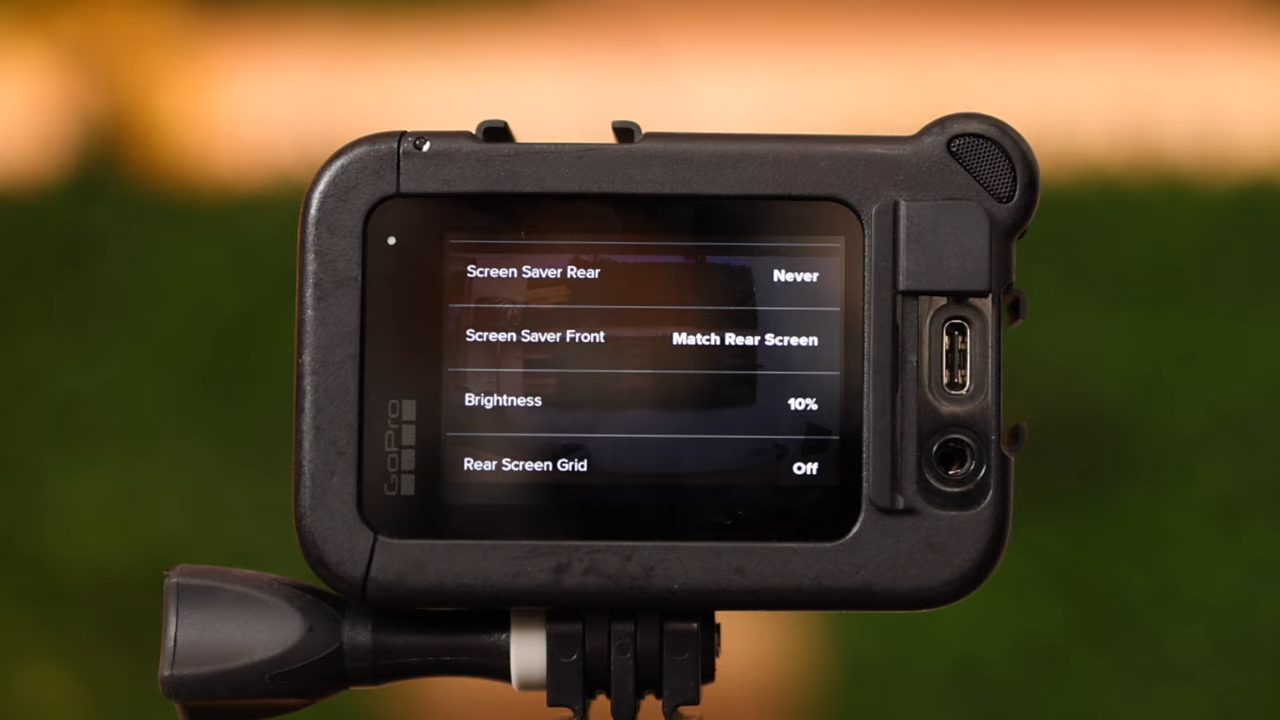 Screen Saver Rear Never
Screen Saver Front Match Rear Screen
Brightness 10%
Rear Screen Grid Off
GoPro